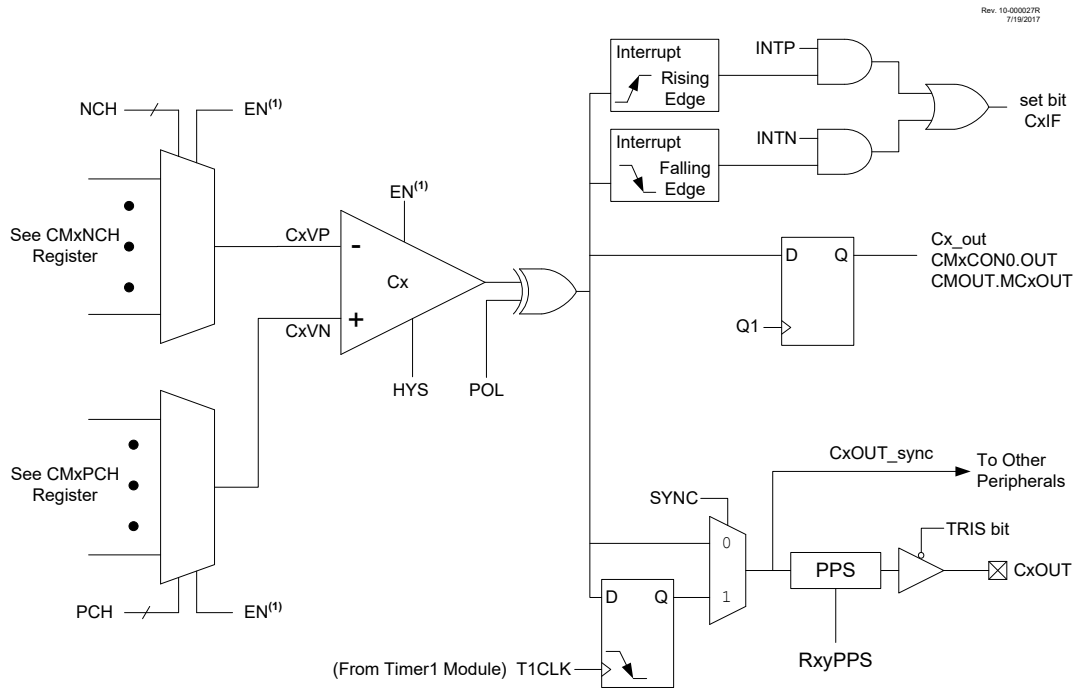 Rev. 10-000027R
7/19/2017
NCH
EN(1)
See CMxNCH
Register
CxVP
EN(1)
-
Cx
+
CxVN
HYS
POL
See CMxPCH
Register
PCH
EN(1)
Interrupt
Rising
Edge
INTP
Interrupt
Falling
Edge
INTN
set bit
CxIF
D
Q
Q1
Cx_out
CMxCON0.OUT
CMOUT.MCxOUT
CxOUT_sync
To Other
Peripherals
SYNC
0
1
TRIS bit
PPS
CxOUT
RxyPPS
D
Q
(From Timer1 Module) T1CLK